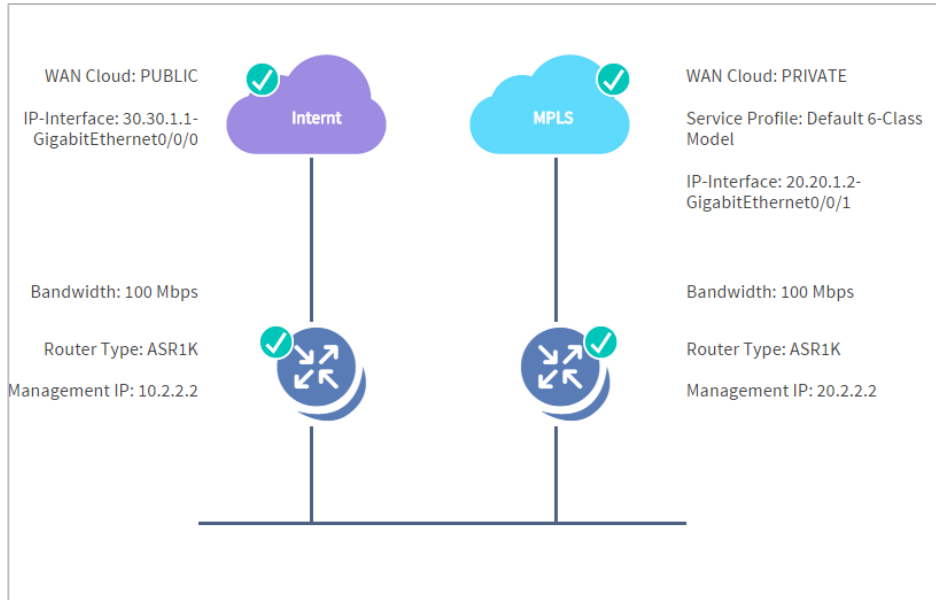 WAN Cloud: PUBLIC
IP-Interface: 30.30.1.1-
GigabitEthernet0/0/0
Internt
MPLS
WAN Cloud: PRIVATE
Service Profile: Default 6-Class
Model
IP-Interface: 20.20.1.2-
GigabitEthernet0/0/1
Bandwidth: 100 Mbps
Router Type: ASR1K
Management IP: 10.2.2.2
Bandwidth: 100 Mbps
Router Type: ASR1K
Management IP: 20.2.2.2